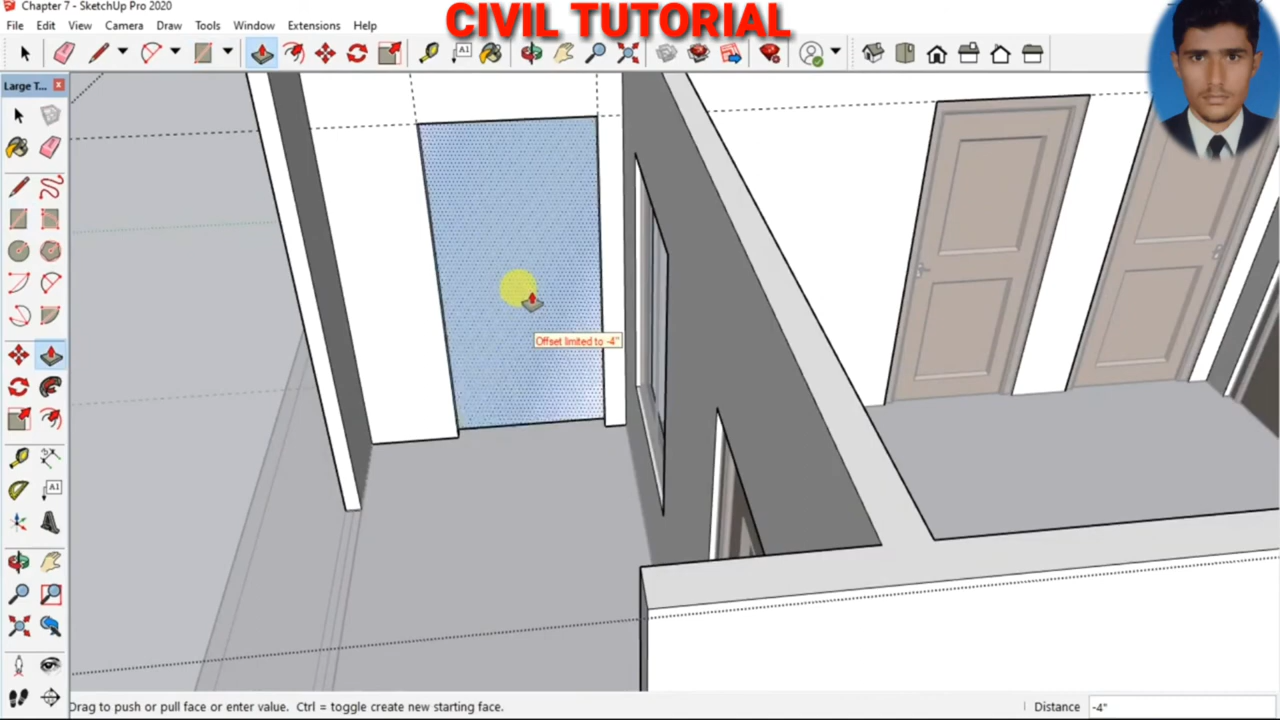 Chapter 7 - SketchUp Pro 2020
CIVIL TUTORIAL
File Edit View Camera Draw Tools Window Extensions Help
A1
Large T...
Offset limited to -4"
A1
Drag to push or pull face or enter value. Ctrl = toggle create new starting face.
Distance -4"